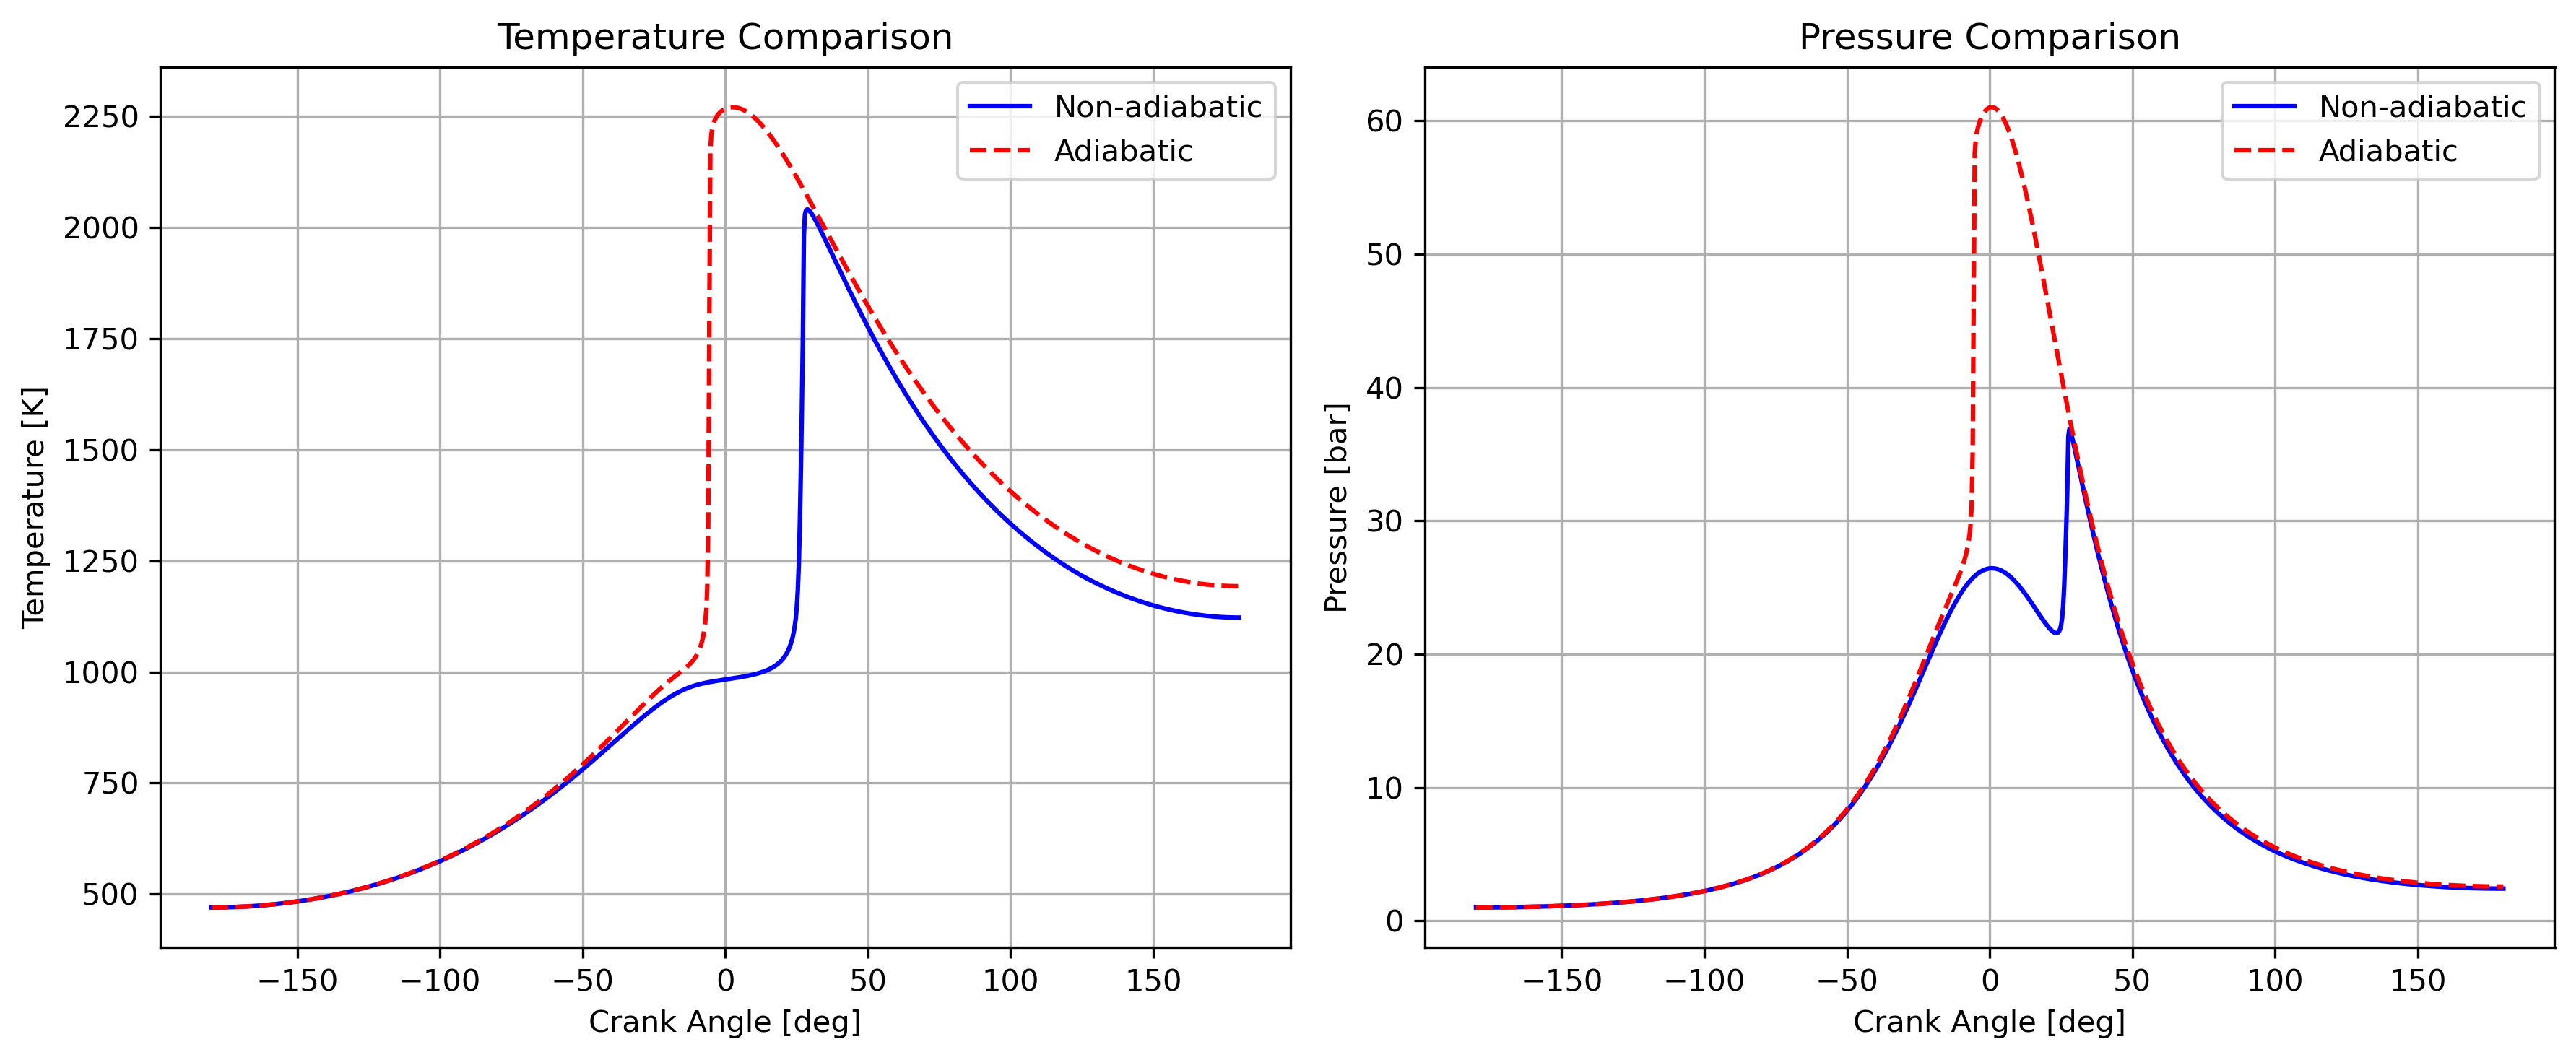 Temperature Comparison
Temperature [K]
2250
2000
1750
1500
1250
1000
750
500
−150 −100 −50 0 50 100 150
Crank Angle [deg]
Non-adiabatic
Adiabatic
Pressure Comparison
Pressure [bar]
60
50
40
30
20
10
0
−150 −100 −50 0 50 100 150
Crank Angle [deg]
Non-adiabatic
Adiabatic